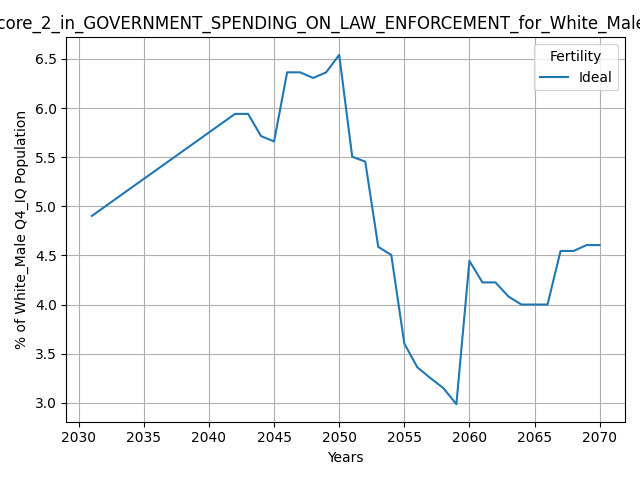 core_2_in_GOVERNMENT_SPENDING_ON_LAW_ENFORCEMENT_for_White_Male
Fertility
Ideal
% of White_Male Q4_IQ Population
6.5
6.0
5.5
5.0
4.5
4.0
3.5
3.0
2030 2035 2040 2045 2050 2055 2060 2065 2070
Years